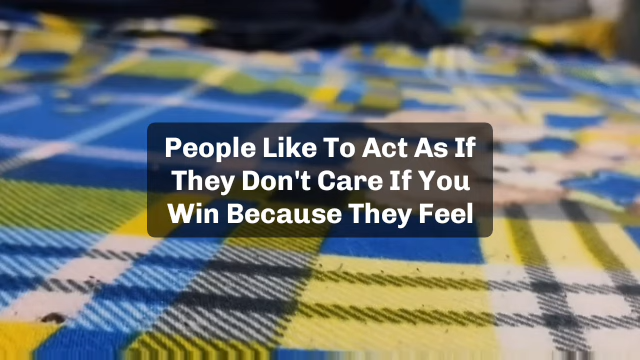 People Like To Act As If
They Don't Care If You
Win Because They Feel